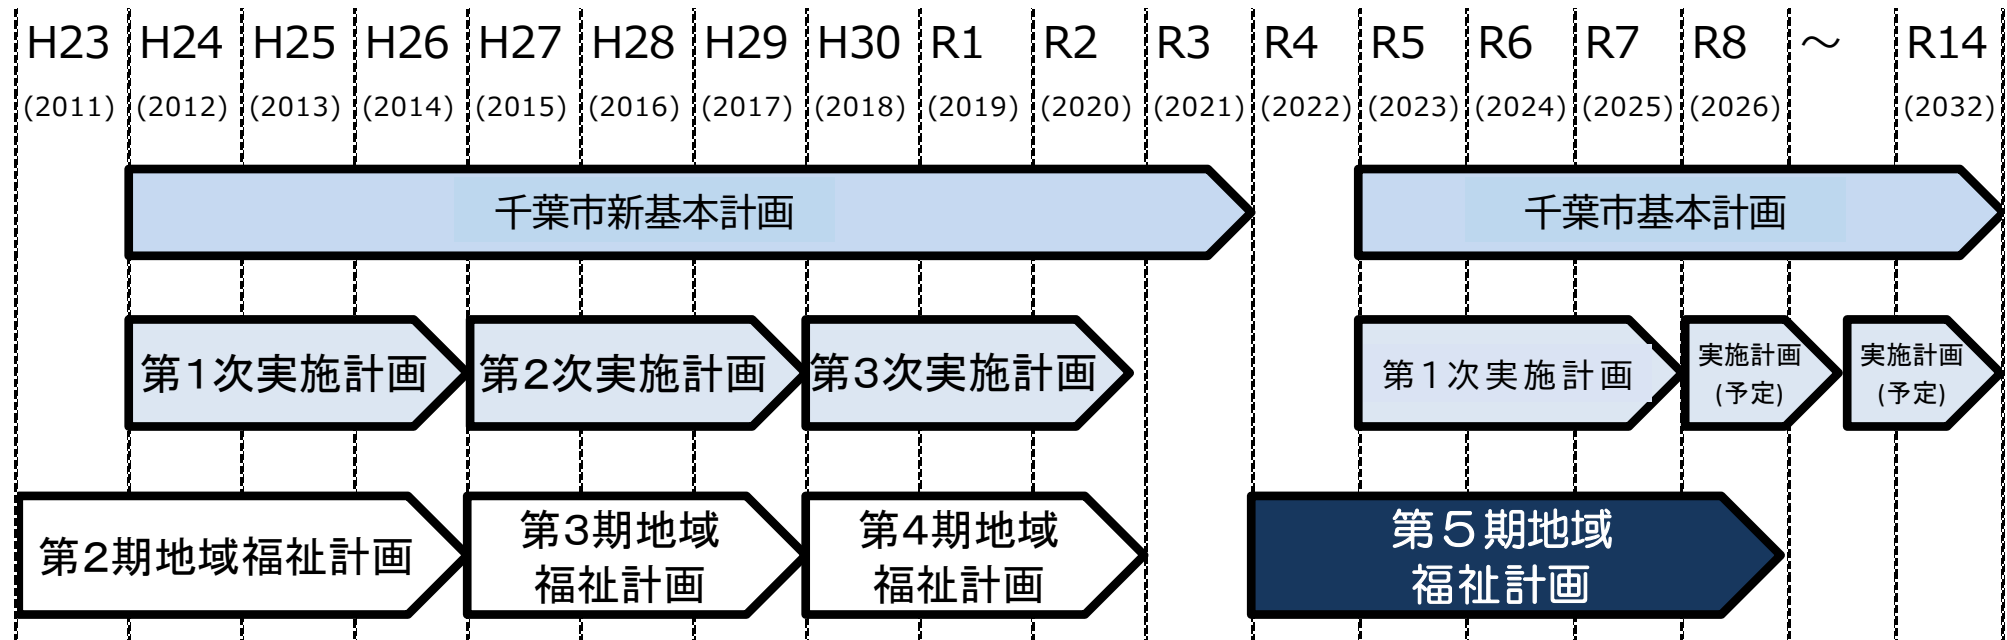 H23 H24 H25 H26 H27 H28 H29 H30 R1 R2 R3 R4 R5 R6 R7 R8 ～ R14
(2011) (2012) (2013) (2014) (2015) (2016) (2017) (2018) (2019) (2020) (2021) (2022) (2023) (2024) (2025) (2026) (2032)
千葉市新基本計画
千葉市基本計画
第1次実施計画
第2次実施計画
第3次実施計画
第1次実施計画
実施計画
(予定)
実施計画
(予定)
第2期地域福祉計画
第3期地域
福祉計画
第4期地域
福祉計画
第５期地域
福祉計画